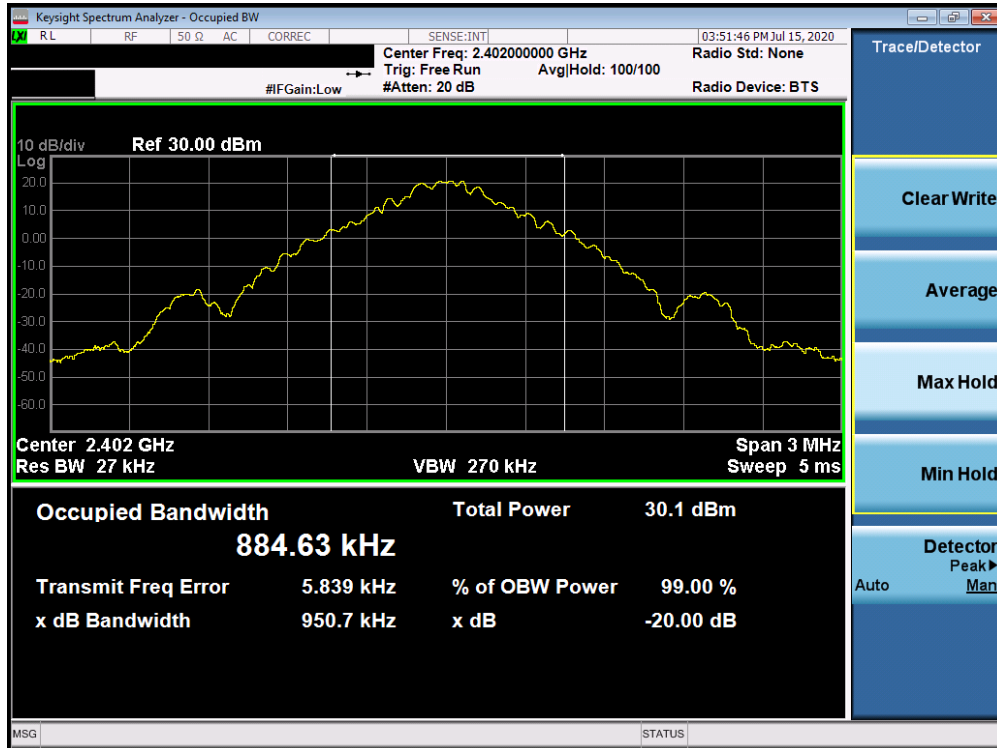 Keysight Spectrum Analyzer - Occupied BW
LXI RL RF 50 Ω AC CORREC SENSE:INT 03:51:46 PM Jul 15, 2020
Center Freq: 2.402000000 GHz Radio Std: None
Trig: Free Run Avg|Hold: 100/100
#IFGain:Low #Atten: 20 dB Radio Device: BTS
10 dB/div Ref 30.00 dBm
Log
20.0
10.0
0.00
-10.0
-20.0
-30.0
-40.0
-50.0
-60.0
Center 2.402 GHz Span 3 MHz
Res BW 27 kHz VBW 270 kHz Sweep 5 ms
Occupied Bandwidth Total Power 30.1 dBm
884.63 kHz
Transmit Freq Error 5.839 kHz % of OBW Power 99.00 %
x dB Bandwidth 950.7 kHz x dB -20.00 dB
MSG STATUS
Trace/Detector
Clear Write
Average
Max Hold
Min Hold
Detector
Peak▶
Auto Man